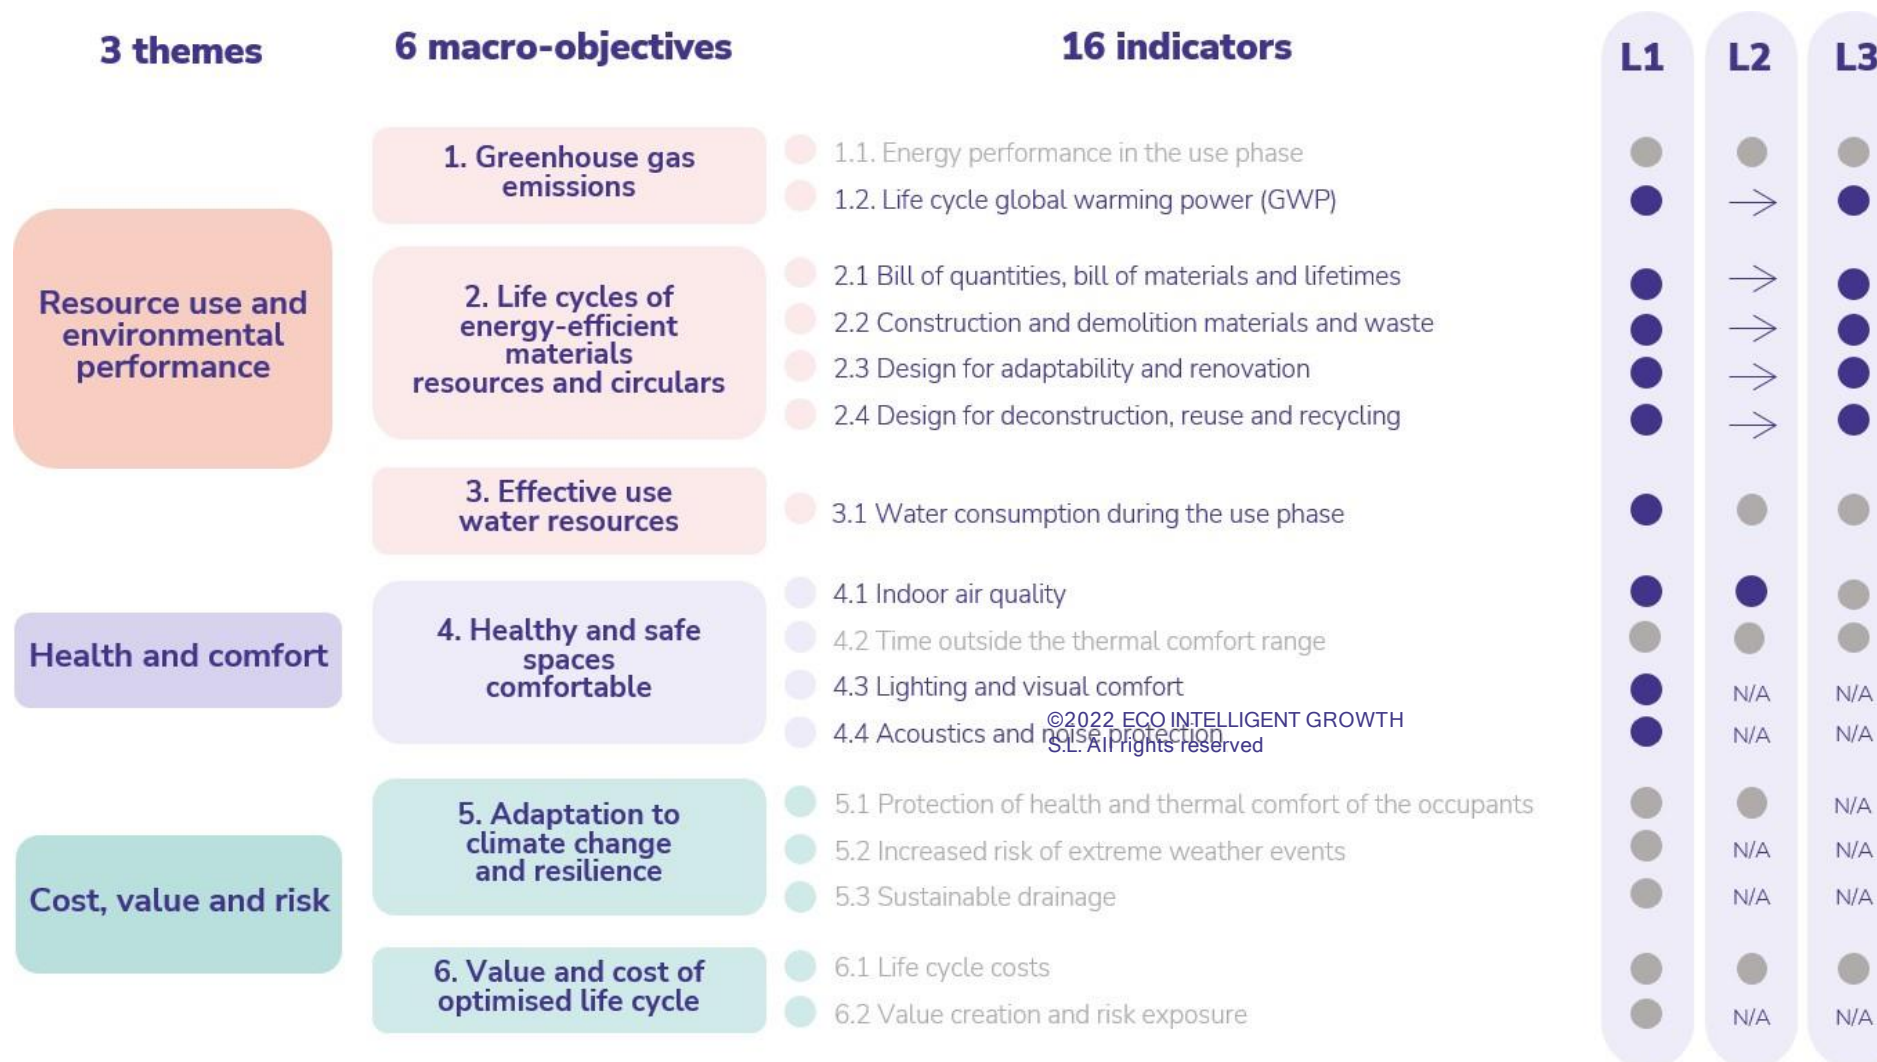 3 themes
6 macro-objectives
16 indicators
L1
L2
L3
Resource use and
environmental
performance
1. Greenhouse gas
emissions
1.1. Energy performance in the use phase
1.2. Life cycle global warming power (GWP)
2. Life cycles of
energy-efficient
materials
resources and circulars
2.1 Bill of quantities, bill of materials and lifetimes
2.2 Construction and demolition materials and waste
2.3 Design for adaptability and renovation
2.4 Design for deconstruction, reuse and recycling
3. Effective use
water resources
3.1 Water consumption during the use phase
Health and comfort
4. Healthy and safe
spaces
comfortable
4.1 Indoor air quality
4.2 Time outside the thermal comfort range
4.3 Lighting and visual comfort
N/A
N/A
4.4 Acoustics and noise protection
N/A
N/A
©2022 ECO INTELLIGENT GROWTH
S.L. All rights reserved
Cost, value and risk
5. Adaptation to
climate change
and resilience
5.1 Protection of health and thermal comfort of the occupants
N/A
5.2 Increased risk of extreme weather events
N/A
N/A
5.3 Sustainable drainage
N/A
N/A
6. Value and cost of
optimised life cycle
6.1 Life cycle costs
6.2 Value creation and risk exposure
N/A
N/A